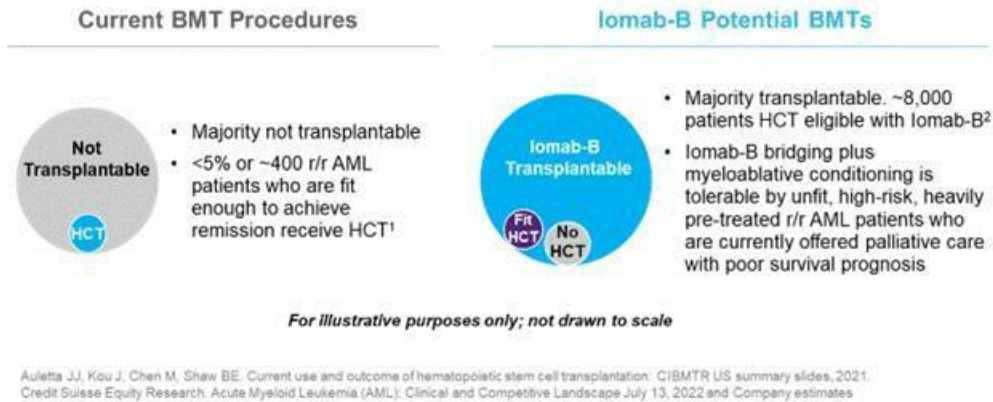 Current BMT Procedures
Not
Transplantable
HCT
• Majority not transplantable
• <5% or ~400 r/r AML
patients who are fit
enough to achieve
remission receive HCT¹
Iomab-B Potential BMTs
Iomab-B
Transplantable
Fit
HCT
No
HCT
• Majority transplantable. ~8,000
patients HCT eligible with Iomab-B²
• Iomab-B bridging plus
myeloablative conditioning is
tolerable by unfit, high-risk, heavily
pre-treated r/r AML patients who
are currently offered palliative care
with poor survival prognosis
For illustrative purposes only; not drawn to scale
Auletta JJ, Kou J, Chen M, Shaw BE. Current use and outcome of hematopoietic stem cell transplantation: CIBMTR US summary slides, 2021.
Credit Suisse Equity Research. Acute Myeloid Leukemia (AML): Clinical and Competitive Landscape July 13, 2022 and Company estimates